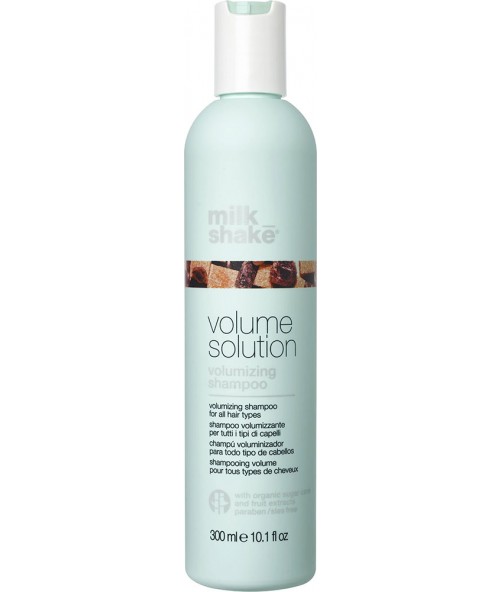 milk
shake
volume
solution
volumizing
shampoo
volumizing shampoo
for all hair types
shampoo volumizzante
per tutti i tipi di capelli
champú voluminizador
para todo tipo de cabellos
shampooing volume
pour tous types de cheveux
with organic
and fruit extracts
300 ml e 10.1 fl oz